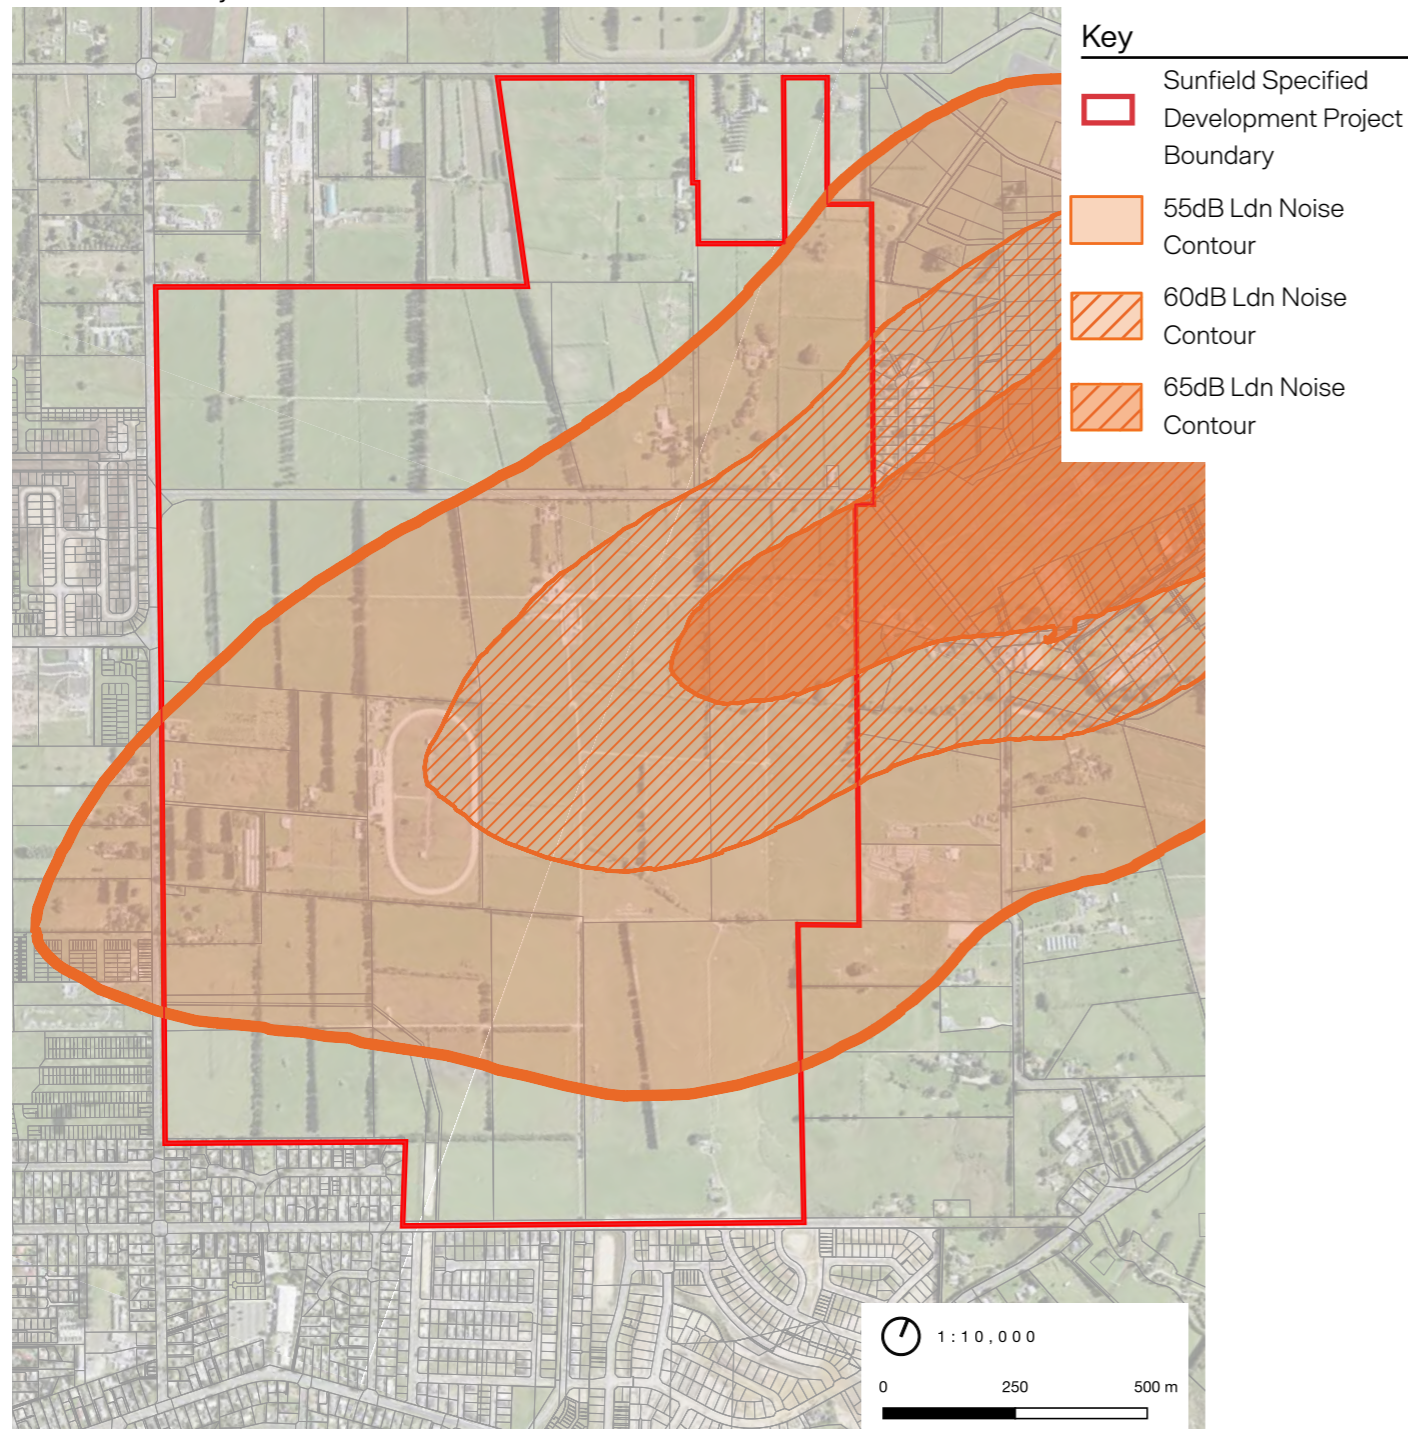 Key
Sunfield Specified
Development Project
Boundary
55dB Ldn Noise
Contour
60dB Ldn Noise
Contour
65dB Ldn Noise
Contour
1:10,000
0 250 500 m